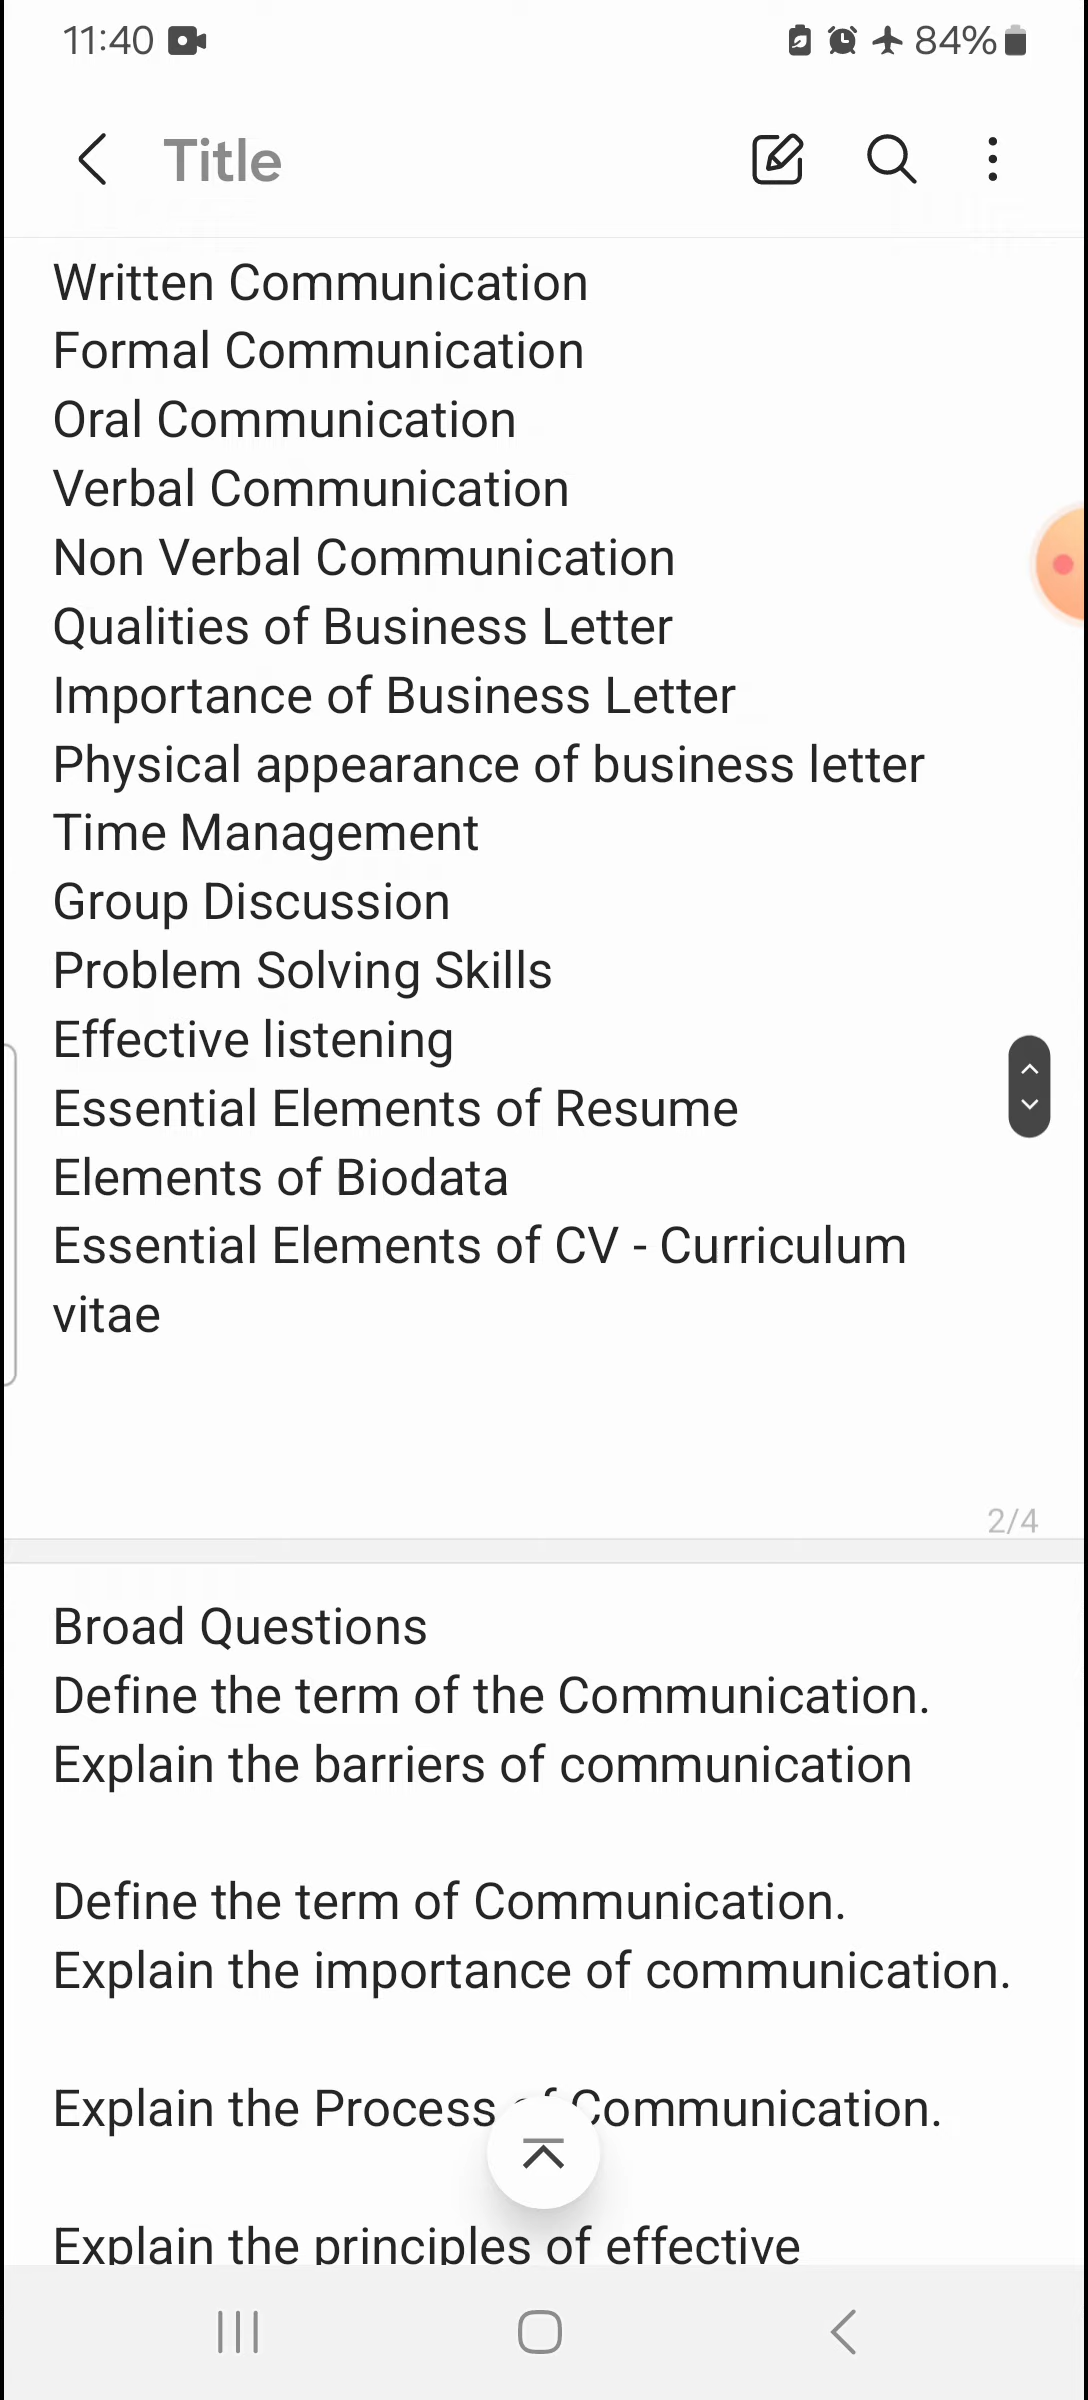 11:40
84%
Title
Written Communication
Formal Communication
Oral Communication
Verbal Communication
Non Verbal Communication
Qualities of Business Letter
Importance of Business Letter
Physical appearance of business letter
Time Management
Group Discussion
Problem Solving Skills
Effective listening
Essential Elements of Resume
Elements of Biodata
Essential Elements of CV - Curriculum
vitae
2/4
Broad Questions
Define the term of the Communication.
Explain the barriers of communication
Define the term of Communication.
Explain the importance of communication.
Explain the Process of Communication.
Explain the principles of effective